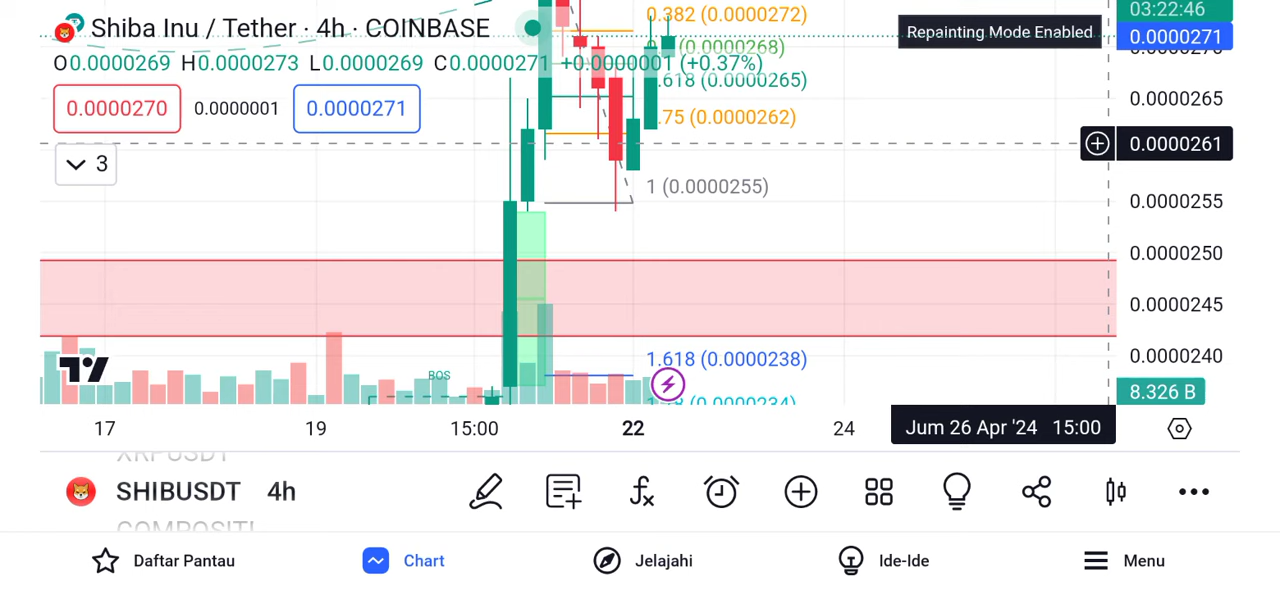 Shiba Inu / Tether · 4h · COINBASE
O0.0000269 H0.0000273 L0.0000269 C0.0000271 +0.0000001 (+0.37%)
0.0000270 0.0000001 0.0000271
3
0.382 (0.0000272)
(0.0000268)
.618 (0.0000265)
.75 (0.0000262)
1 (0.0000255)
1.618 (0.0000238)
(0.0000234)
BOS
Repainting Mode Enabled
03:22:46
0.0000271
0.0000265
0.0000261
0.0000255
0.0000250
0.0000245
0.0000240
8.326 B
17 19 15:00 22 24 Jum 26 Apr '24 15:00
XRPUSDT
SHIBUSDT 4h
Daftar Pantau Chart Jelajahi Ide-Ide Menu